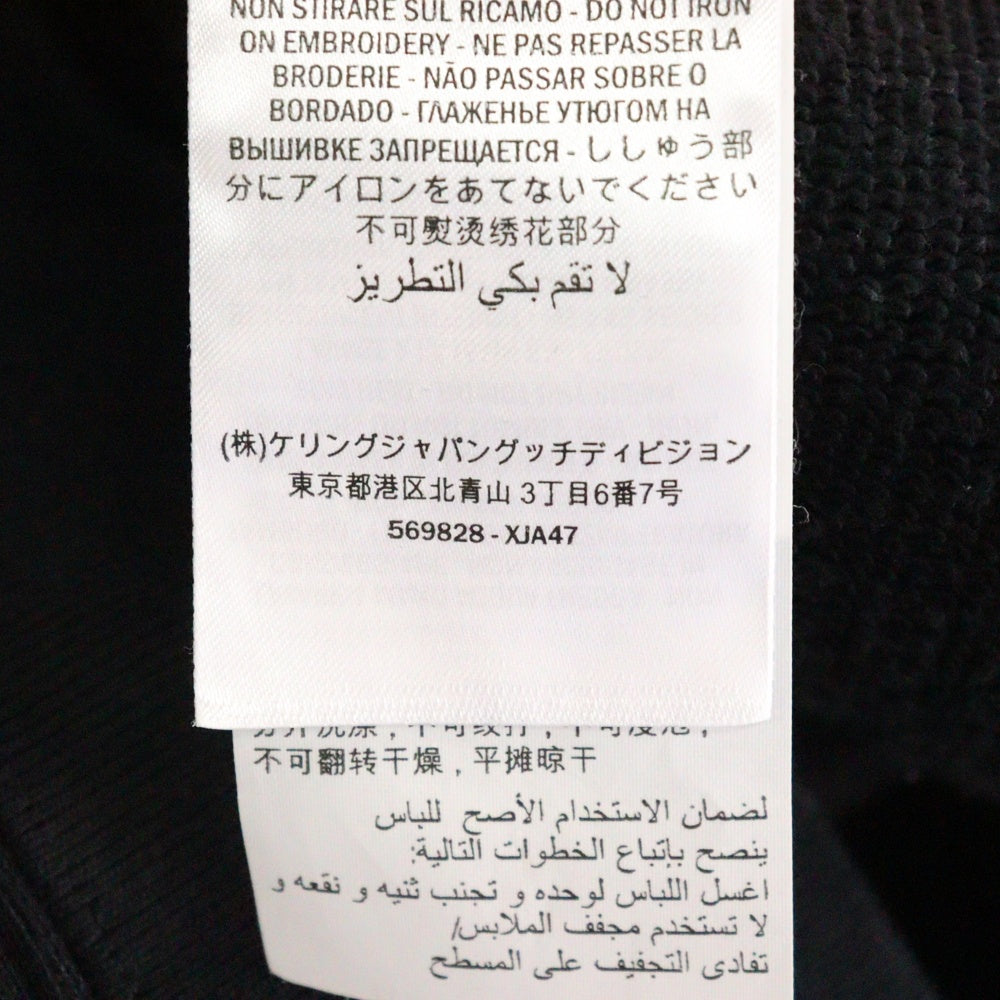 NON STIRARE SUL RICAMO - DO NOT IRON
ON EMBROIDERY - NE PAS REPASSER LA
BRODERIE - NÃO PASSAR SOBRE O
BORDADO - ГЛАЖЕНЬЕ УТЮГОМ НА
ВЫШИВКЕ ЗАПРЕЩАЕТСЯ - ししゅう部
分にアイロンをあてないでください
不可熨烫绣花部分
لا تقم بكي التطريز
(株)ケリングジャパングッチディビジョン
東京都港区北青山 3丁目6番7号
569828 - XJA47
不可翻转干燥 , 平摊晾干
لضمان الاستخدام الأصح للباس
ينصح بإتباع الخطوات التالية:
اغسل اللباس لوحده و تجنب ثنيه و نقعه و
لا تستخدم مجفف الملابس/
تفادى التجفيف على المسطح